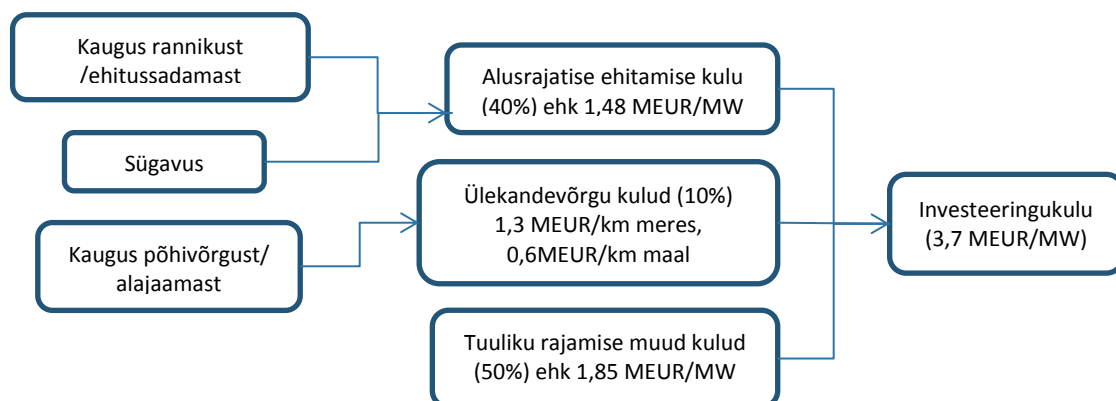 Kaugus rannikust
/ehitussadamast
Sügavus
Kaugus põhivõrgust/
alajaamast
Alusrajatise ehitamise kulu
(40%) ehk 1,48 MEUR/MW
Ülekandevõrgu kulud (10%)
1,3 MEUR/km meres,
0,6MEUR/km maal
Tuuliku rajamise muud kulud
(50%) ehk 1,85 MEUR/MW
Investeeringukulu
(3,7 MEUR/MW)